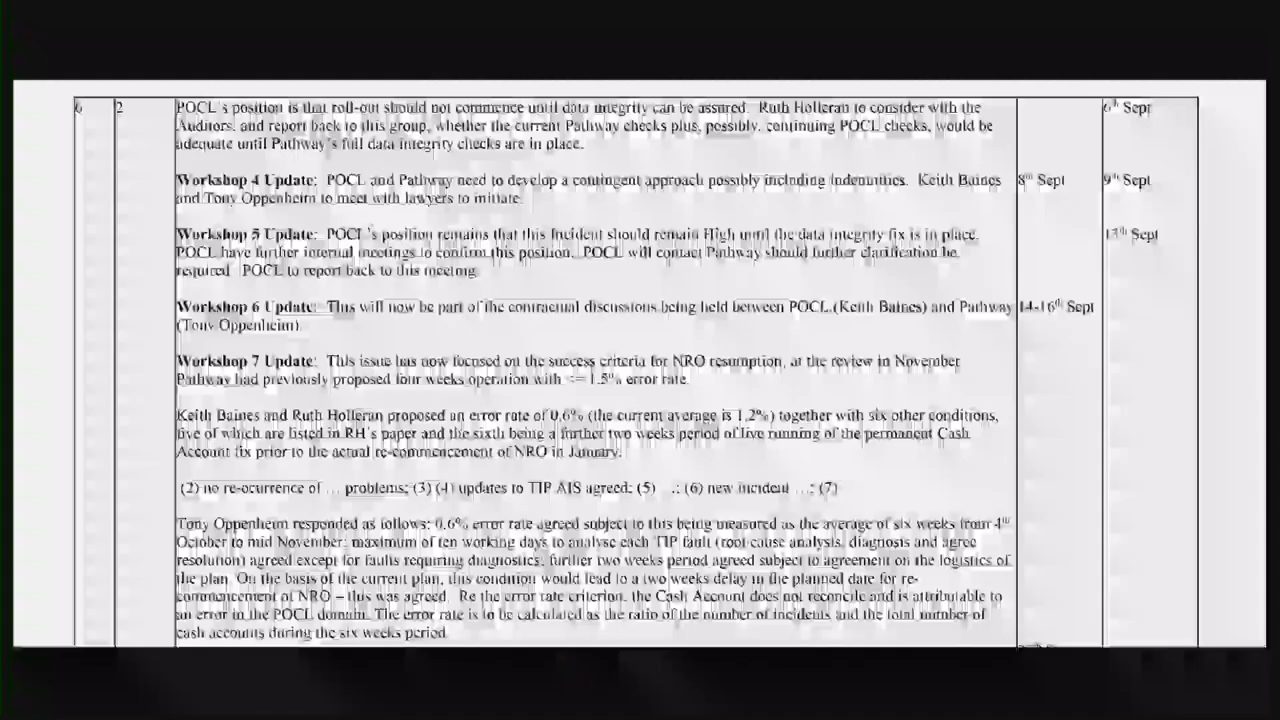 6 2 POCL's position is that roll-out should not commence until data integrity can be assured. Ruth Holleran to consider with the 6th Sept
Auditors, and report back to this group, whether the current Pathway checks plus, possibly, continuing POCL checks, would be
adequate until Pathway's full data integrity checks are in place.
Workshop 4 Update: POCL and Pathway need to develop a contingent approach possibly including indemnities. Keith Baines 8th Sept 9th Sept
and Tony Oppenheim to meet with lawyers to initiate.
Workshop 5 Update: POCL's position remains that this Incident should remain High until the data integrity fix is in place. Sept
POCL have further internal meetings to confirm this position. POCL will contact Pathway should further clarification be
required. POCL to report back to this meeting.
Workshop 6 Update: This will now be part of the contractual discussions being held between POCL (Keith Baines) and Pathway 14-16th Sept
(Tony Oppenheim).
Workshop 7 Update: This issue has now focused on the success criteria for NRO resumption, at the review in November
Pathway had previously proposed four weeks operation with <= 1.5% error rate.
Keith Baines and Ruth Holleran proposed an error rate of 0.6% (the current average is 1.2%) together with six other conditions,
five of which are listed in RH's paper and the sixth being a further two weeks period of live running of the permanent Cash
Account fix prior to the actual re-commencement of NRO in January:
(2) no re-ocurrence of ... problems; (3) (4) updates to TIP AIS agreed; (5) ...; (6) new incident ...; (7)
Tony Oppenheim responded as follows: 0.6% error rate agreed subject to this being measured as the average of six weeks from 4th
October to mid November; maximum of ten working days to analyse each TIP fault (root cause analysis, diagnosis and agree
resolution) agreed except for faults requiring diagnostics; further two weeks period agreed subject to agreement on the logistics of
the plan. On the basis of the current plan, this condition would lead to a two weeks delay in the planned date for re-
commencement of NRO – this was agreed. Re the error rate criterion, the Cash Account does not reconcile and is attributable to
an error in the POCL domain. The error rate is to be calculated as the ratio of the number of incidents and the total number of
cash accounts during the six weeks period.